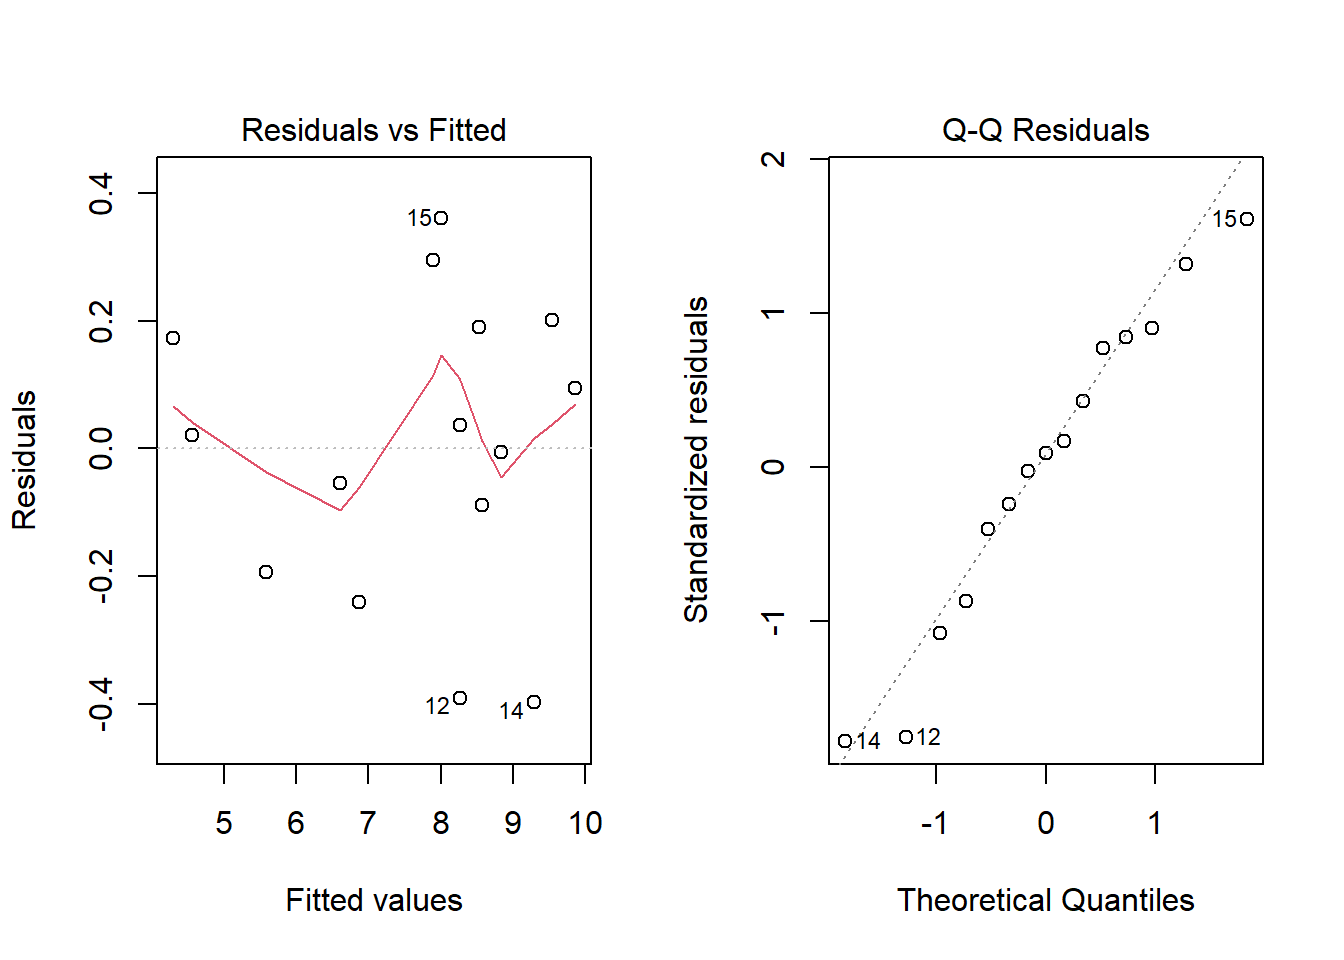 Residuals vs Fitted
Residuals
0.4
0.2
0.0
-0.2
-0.4
15
12
14
5 6 7 8 9 10
Fitted values
Q-Q Residuals
Standardized residuals
2
1
0
-1
15
14
12
-1 0 1
Theoretical Quantiles